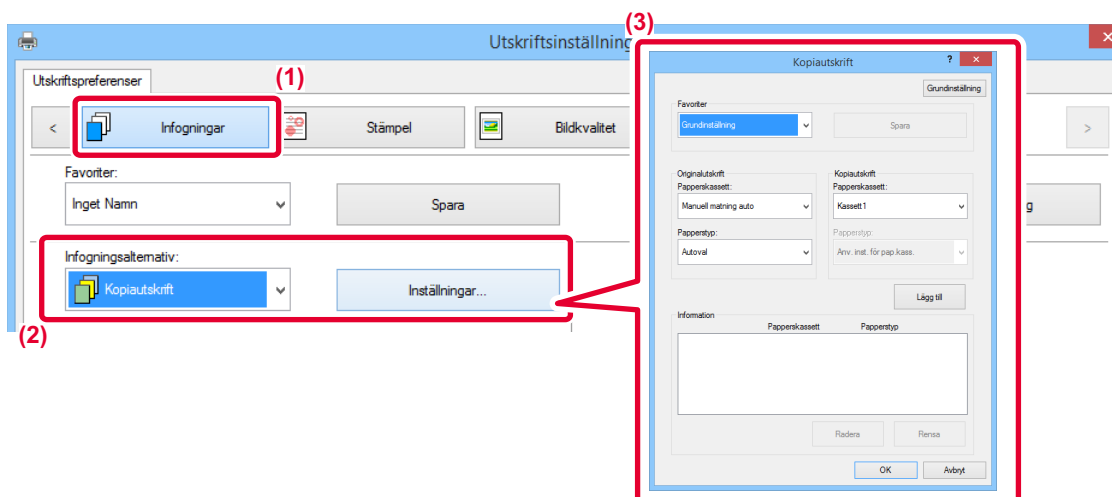 (3)
Utskriftsinställning
Utskriftspreferenser
(1)
<
Infogningar
Stämpel
Bildkvalitet
>
Favoriter:
Inget Namn
Spara
g
Infogningsalternativ:
Kopiautskrift
Inställningar...
(2)
Kopiautskrift
?
Grundinställning
Favoriter
Grundinställning
Spara
Originalutskrift
Kopiautskrift
Papperskassett:
Papperskassett:
Manuell matning auto
Kassett1
Papperstyp:
Papperstyp:
Autoval
Anv. inst. för pap.kass.
Lägg till
Information
Papperskassett
Papperstyp
Radera
Rensa
OK
Avbryt